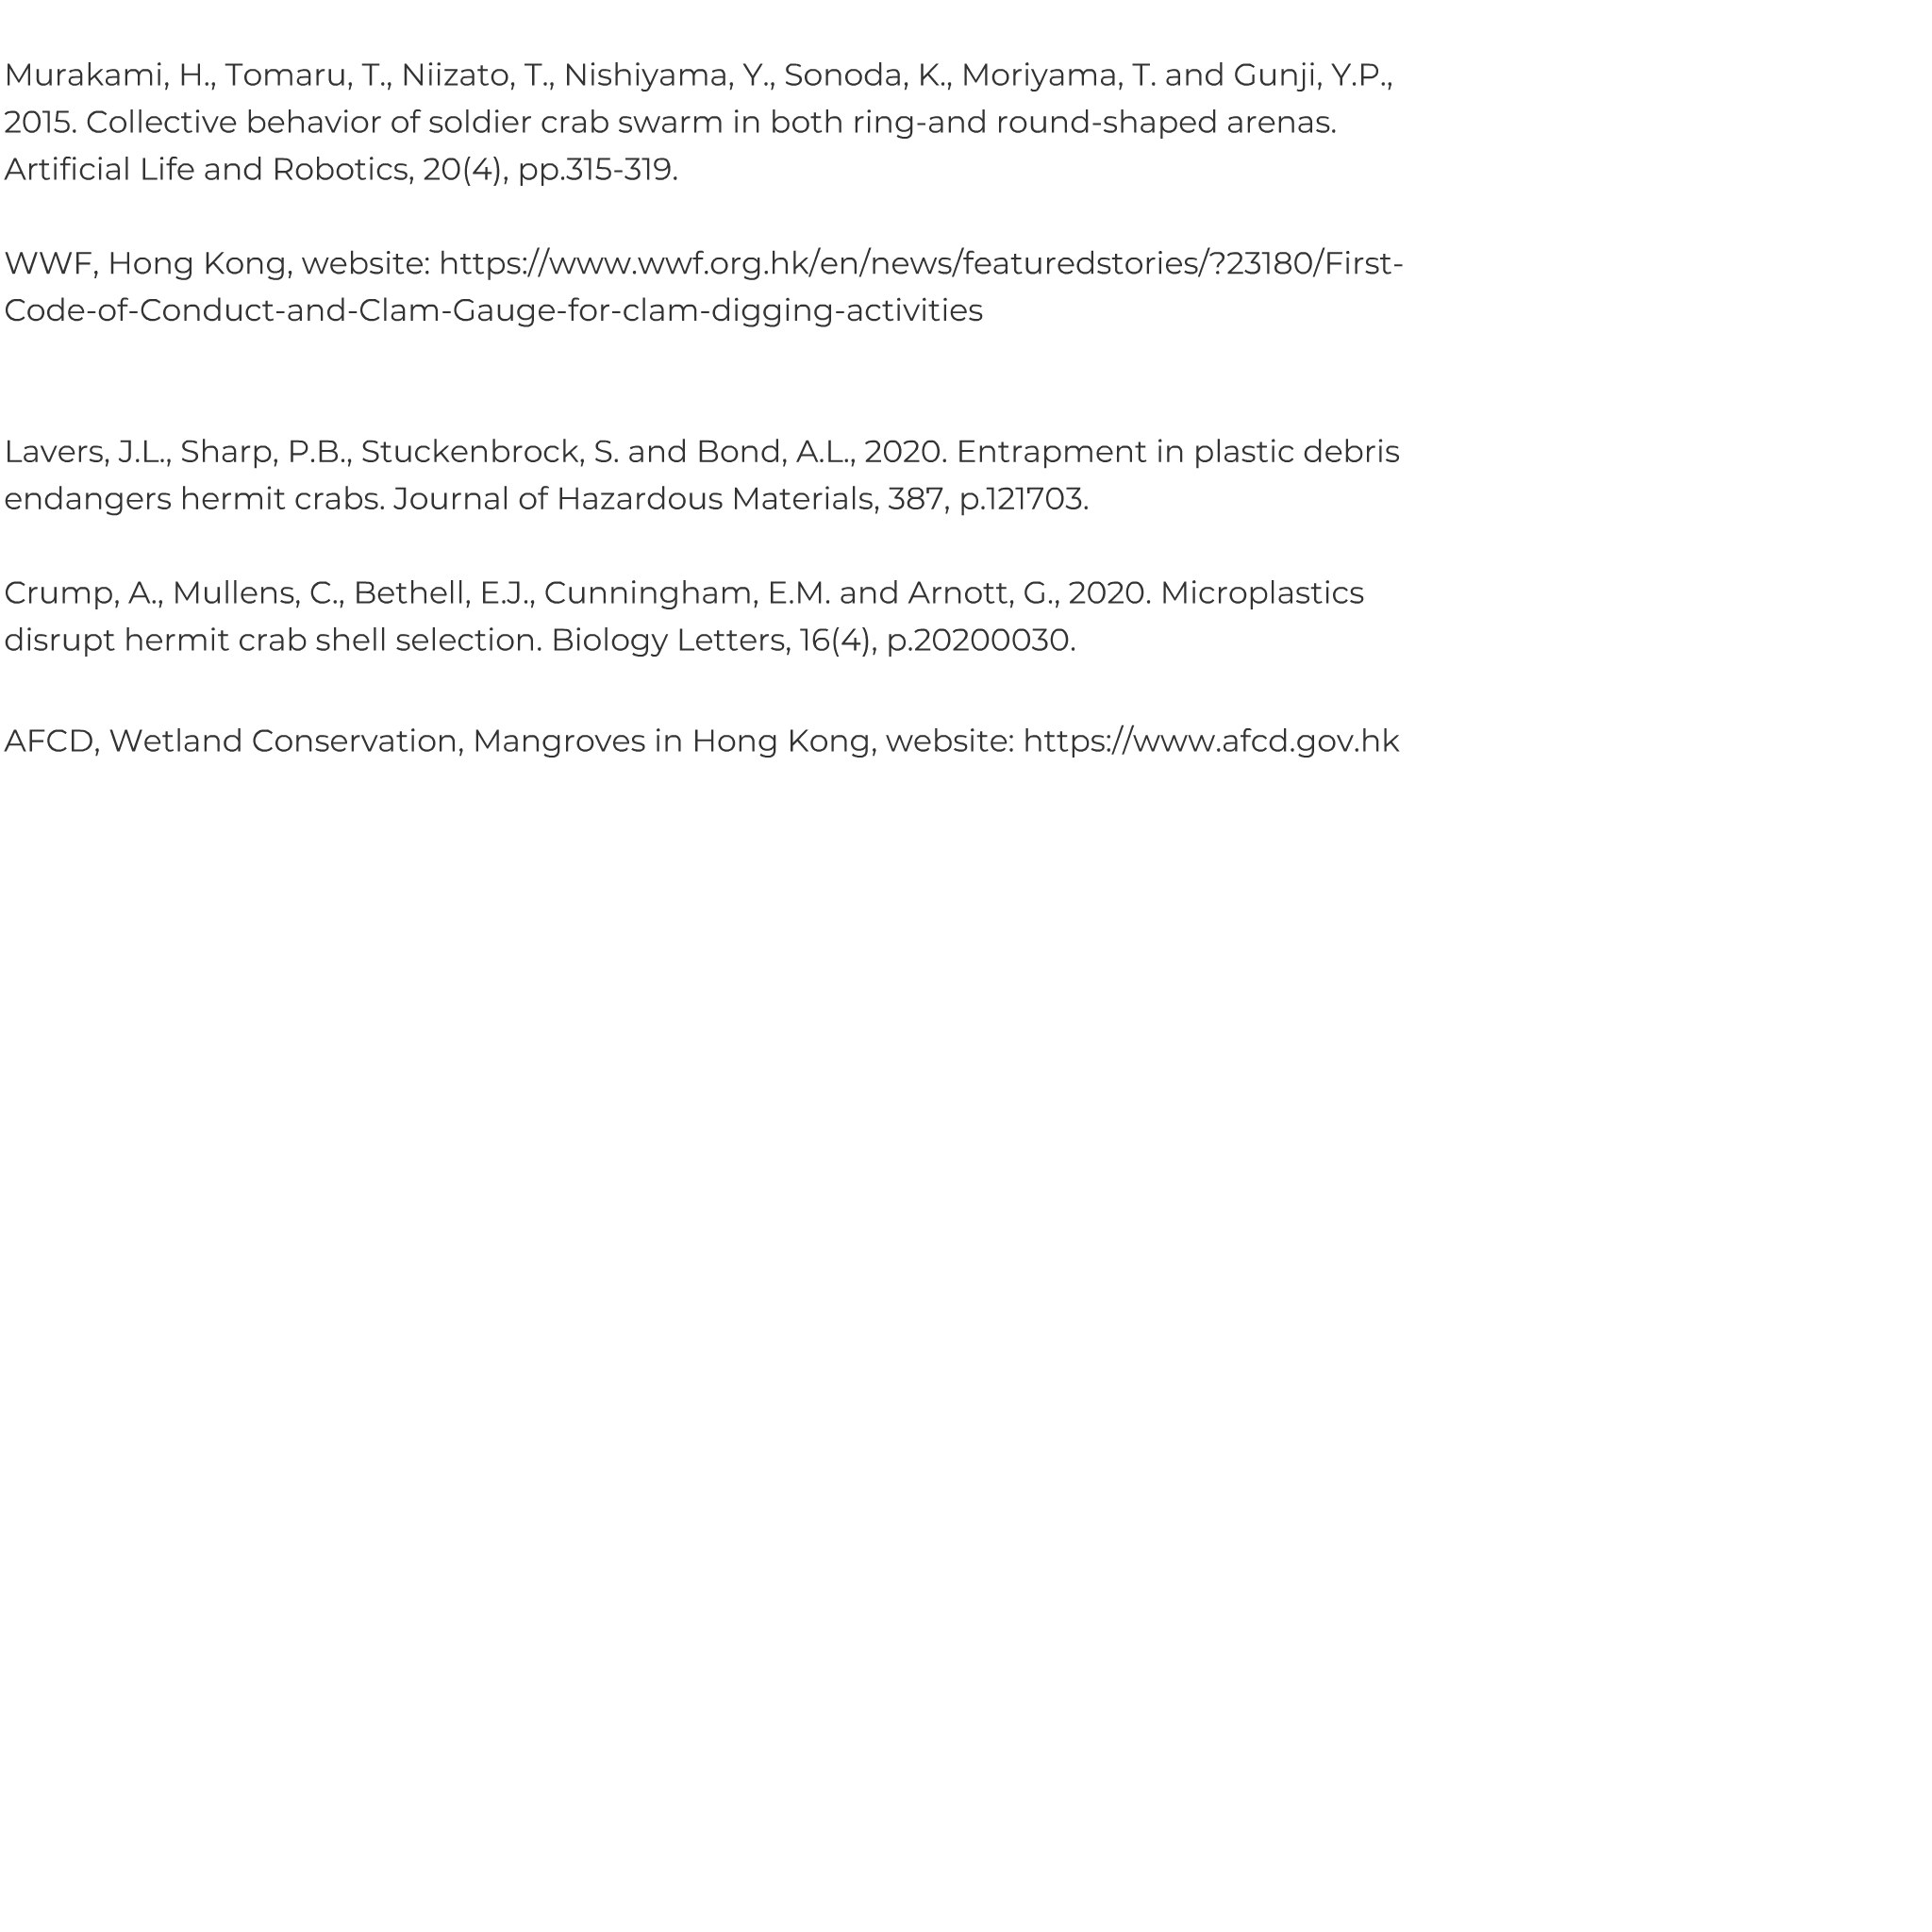 Murakami, H., Tomaru, T., Niizato, T., Nishiyama, Y., Sonoda, K., Moriyama, T. and Gunji, Y.P.,
2015. Collective behavior of soldier crab swarm in both ring-and round-shaped arenas.
Artificial Life and Robotics, 20(4), pp.315-319.
WWF, Hong Kong, website: https://www.wwf.org.hk/en/news/featuredstories/?23180/First-
Code-of-Conduct-and-Clam-Gauge-for-clam-digging-activities
Lavers, J.L., Sharp, P.B., Stuckenbrock, S. and Bond, A.L., 2020. Entrapment in plastic debris
endangers hermit crabs. Journal of Hazardous Materials, 387, p.121703.
Crump, A., Mullens, C., Bethell, E.J., Cunningham, E.M. and Arnott, G., 2020. Microplastics
disrupt hermit crab shell selection. Biology Letters, 16(4), p.20200030.
AFCD, Wetland Conservation, Mangroves in Hong Kong, website: https://www.afcd.gov.hk